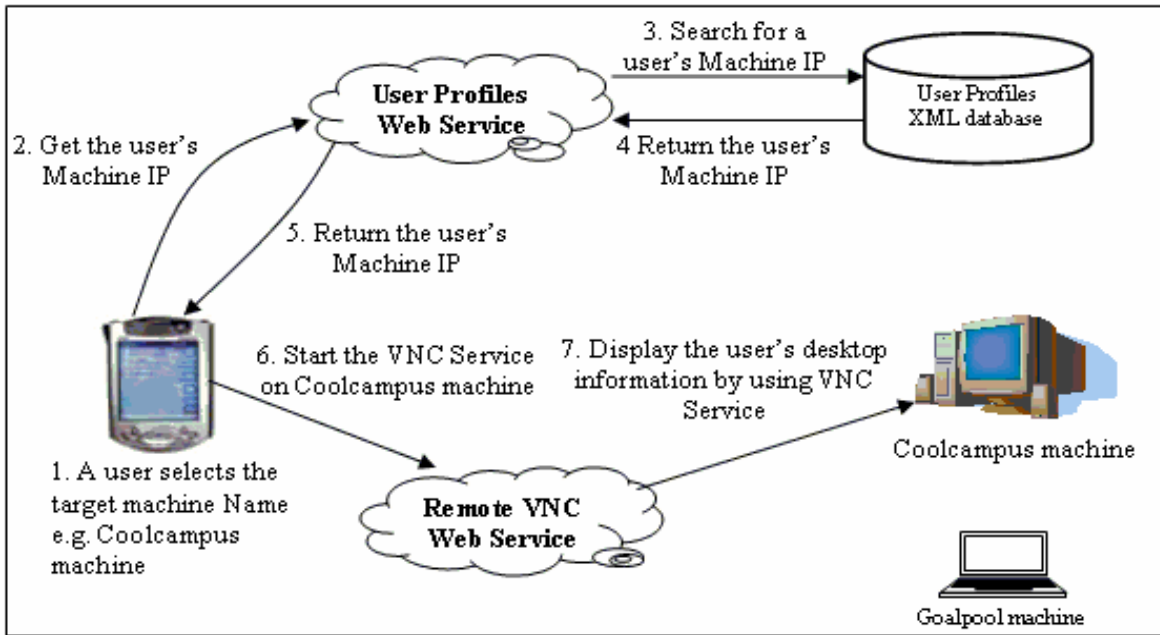 3. Search for a
user's Machine IP
User Profiles
Web Service
User Profiles
XML database
2. Get the user's
Machine IP
4 Return the user's
Machine IP
5. Return the user's
Machine IP
6. Start the VNC Service
on Coolcampus machine
7. Display the user's desktop
information by using VNC
Service
Coolcampus machine
1. A user selects the
target machine Name
e.g. Coolcampus
machine
Remote VNC
Web Service
Goalpool machine